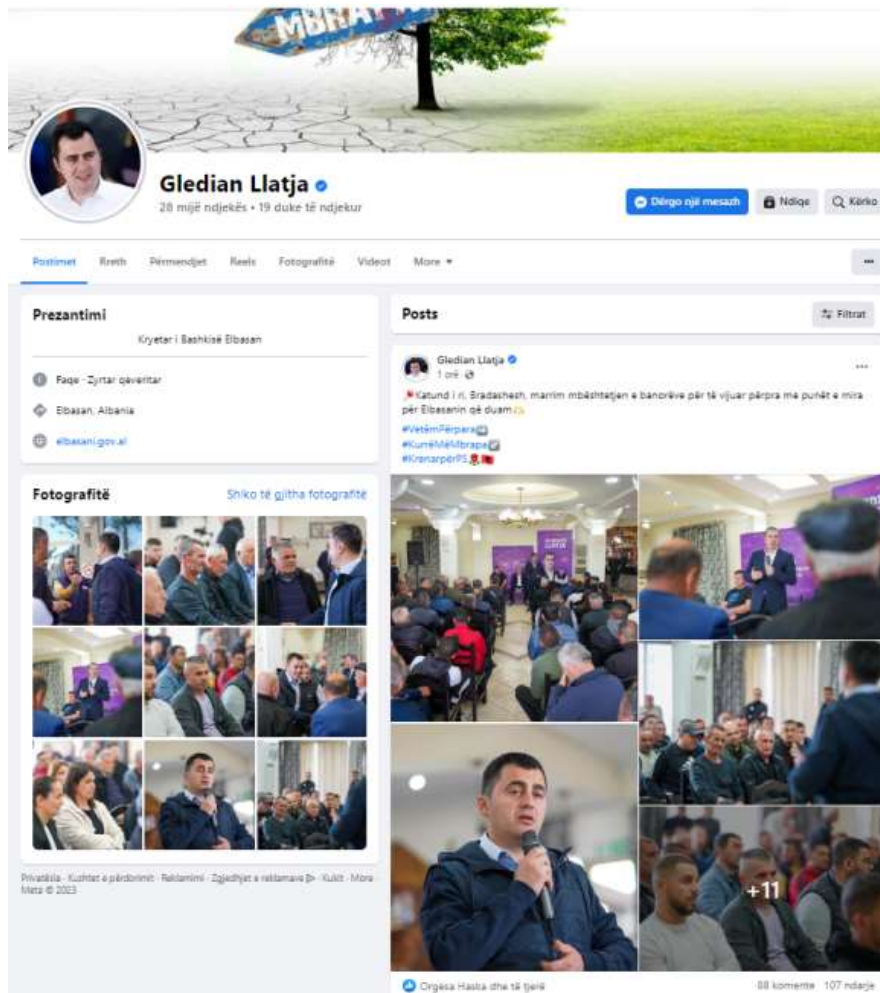 MBRA
Gledian Llatja
28 mijë ndjekës • 19 duke të ndjekur
Dërgo një mesazh
Ndiqe
Kërko
Postimet
Rreth
Përmendjet
Reels
Fotografitë
Videot
More
Prezantimi
Kryetar i Bashkisë Elbasan
Faqe · Zyrtar qeveritar
Elbasan, Albania
elbasani.gov.al
Fotografitë
Shiko të gjitha fotografitë
Privatësia · Kushtet e përdorimit · Reklamimi · Zgjedhjet e reklamave · Kukit · More
Meta © 2023
Posts
Filtrat
Gledian Llatja
1 orë
Katund i ri, Bradashesh, marrim mbështetjen e banorëve për të vijuar përpra me punët e mira
për Elbasanin që duam
#VetëmPërpara
#KurrëMëMbrapa
#KrenarpërPS
LLATJA
+11
Orgesa Haska dhe të tjerë
88 komente
107 ndarje